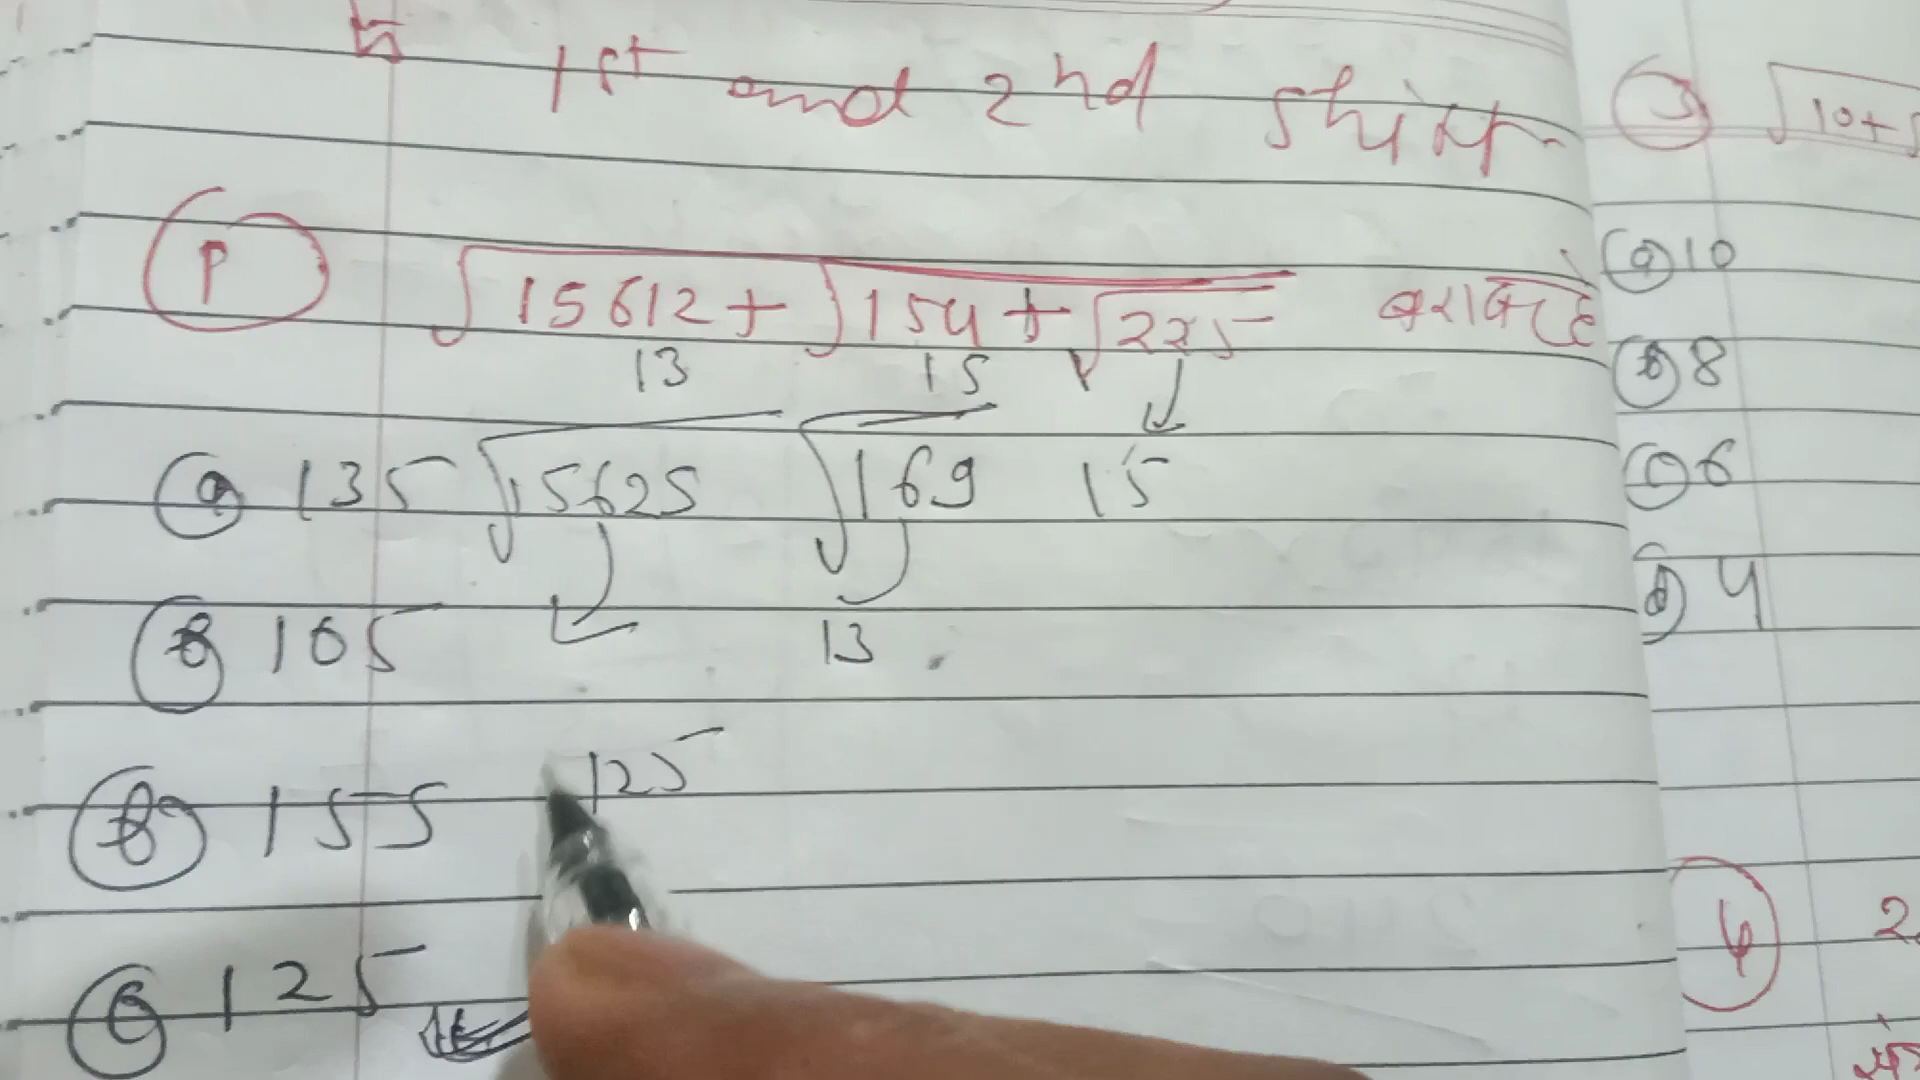 1st and 2nd shift
P √15612 + √154 + √225 बराबर है
13 15
(a) 135 √15625 √169 15
(b) 105 13
155 125
(c) 125
3 √10+
(a) 10
(b) 8
(c) 6
(d) 4
4 2